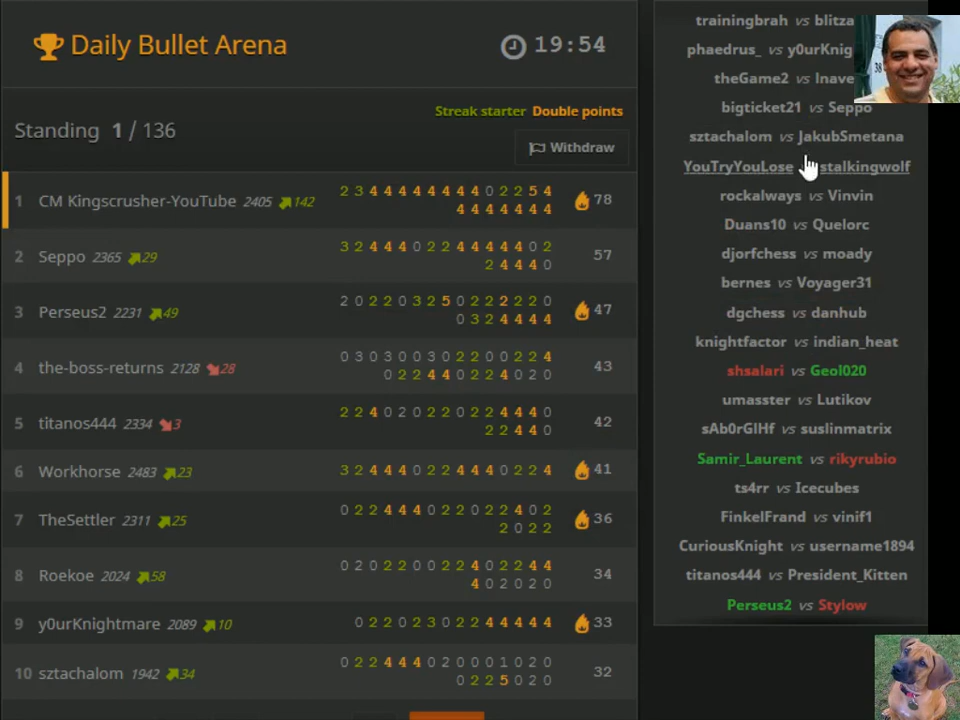 Daily Bullet Arena 19:54
Streak starter Double points
Standing 1 / 136
Withdraw
1 CM Kingscrusher-YouTube 2405 142 2 3 4 4 4 4 4 4 4 4 0 2 2 5 4 78
4 4 4 4 4 4 4
2 Seppo 2365 29 3 2 4 4 4 0 2 2 4 4 4 4 4 0 2 57
2 4 4 4 0
3 Perseus2 2231 49 2 0 2 2 0 3 2 5 0 2 2 2 2 2 0 47
0 3 2 4 4 4 4
4 the-boss-returns 2128 28 0 3 0 3 0 0 3 0 2 2 0 0 2 2 4 43
0 2 2 4 4 0 2 2 4 0 2 0
5 titanos444 2334 3 2 2 4 0 2 0 2 2 0 2 2 4 4 4 0 42
2 2 4 4 0
6 Workhorse 2483 23 3 2 4 4 4 0 2 2 4 4 4 0 2 2 4 41
7 TheSettler 2311 25 0 2 2 4 4 4 0 2 2 0 2 2 4 0 2 36
2 0 2 2
8 Roekoe 2024 58 0 2 0 2 2 0 0 2 2 4 0 2 2 4 4 34
4 0 2 0 2 0
9 y0urKnightmare 2089 10 0 2 2 0 2 3 0 2 2 4 4 4 4 4 33
10 sztachalom 1942 34 0 2 2 4 4 4 0 2 0 0 0 1 0 2 0 32
0 2 2 5 0 2 0
trainingbrah vs blitza
phaedrus_ vs y0urKnig
theGame2 vs Inave
bigticket21 vs Seppo
sztachalom vs JakubSmetana
YouTryYouLose stalkingwolf
rockalways vs Vinvin
Duans10 vs Quelorc
djorfchess vs moady
bernes vs Voyager31
dgchess vs danhub
knightfactor vs indian_heat
shsalari vs Geol020
umasster vs Lutikov
sAb0rGlHf vs suslinmatrix
Samir_Laurent vs rikyrubio
ts4rr vs Icecubes
FinkelFrand vs vinif1
CuriousKnight vs username1894
titanos444 vs President_Kitten
Perseus2 vs Stylow